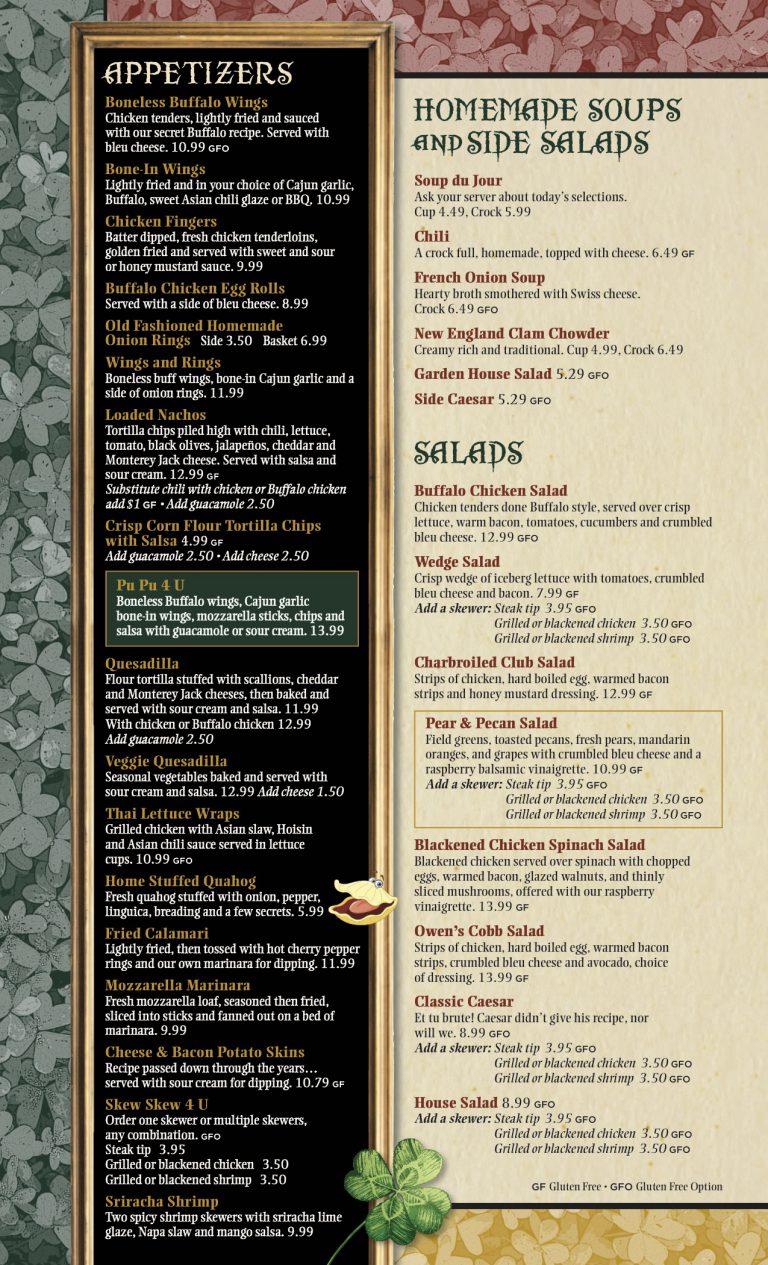 APPETIZERS
Boneless Buffalo Wings
Chicken tenders, lightly fried and sauced
with our secret Buffalo recipe. Served with
bleu cheese. 10.99 GFO
Bone-In Wings
Lightly fried and in your choice of Cajun garlic,
Buffalo, sweet Asian chili glaze or BBQ. 10.99
Chicken Fingers
Batter dipped, fresh chicken tenderloins,
golden fried and served with sweet and sour
or honey mustard sauce. 9.99
Buffalo Chicken Egg Rolls
Served with a side of bleu cheese. 8.99
Old Fashioned Homemade
Onion Rings Side 3.50 Basket 6.99
Wings and Rings
Boneless buff wings, bone-in Cajun garlic and a
side of onion rings. 11.99
Loaded Nachos
Tortilla chips piled high with chili, lettuce,
tomato, black olives, jalapeños, cheddar and
Monterey Jack cheese. Served with salsa and
sour cream. 12.99 GF
Substitute chili with chicken or Buffalo chicken
add $1 GF • Add guacamole 2.50
Crisp Corn Flour Tortilla Chips
with Salsa 4.99 GF
Add guacamole 2.50 • Add cheese 2.50
Pu Pu 4 U
Boneless Buffalo wings, Cajun garlic
bone-in wings, mozzarella sticks, chips and
salsa with guacamole or sour cream. 13.99
Quesadilla
Flour tortilla stuffed with scallions, cheddar
and Monterey Jack cheeses, then baked and
served with sour cream and salsa. 11.99
With chicken or Buffalo chicken 12.99
Add guacamole 2.50
Veggie Quesadilla
Seasonal vegetables baked and served with
sour cream and salsa. 12.99 Add cheese 1.50
Thai Lettuce Wraps
Grilled chicken with Asian slaw, Hoisin
and Asian chili sauce served in lettuce
cups. 10.99 GFO
Home Stuffed Quahog
Fresh quahog stuffed with onion, pepper,
linguica, breading and a few secrets. 5.99
Fried Calamari
Lightly fried, then tossed with hot cherry pepper
rings and our own marinara for dipping. 11.99
Mozzarella Marinara
Fresh mozzarella loaf, seasoned then fried,
sliced into sticks and fanned out on a bed of
marinara. 9.99
Cheese & Bacon Potato Skins
Recipe passed down through the years…
served with sour cream for dipping. 10.79 GF
Skew Skew 4 U
Order one skewer or multiple skewers,
any combination. GFO
Steak tip 3.95
Grilled or blackened chicken 3.50
Grilled or blackened shrimp 3.50
Sriracha Shrimp
Two spicy shrimp skewers with sriracha lime
glaze, Napa slaw and mango salsa. 9.99
HOMEMADE SOUPS
AND SIDE SALADS
Soup du Jour
Ask your server about today's selections.
Cup 4.49, Crock 5.99
Chili
A crock full, homemade, topped with cheese. 6.49 GF
French Onion Soup
Hearty broth smothered with Swiss cheese.
Crock 6.49 GFO
New England Clam Chowder
Creamy rich and traditional. Cup 4.99, Crock 6.49
Garden House Salad 5.29 GFO
Side Caesar 5.29 GFO
SALADS
Buffalo Chicken Salad
Chicken tenders done Buffalo style, served over crisp
lettuce, warm bacon, tomatoes, cucumbers and crumbled
bleu cheese. 12.99 GFO
Wedge Salad
Crisp wedge of iceberg lettuce with tomatoes, crumbled
bleu cheese and bacon. 7.99 GF
Add a skewer: Steak tip 3.95 GFO
Grilled or blackened chicken 3.50 GFO
Grilled or blackened shrimp 3.50 GFO
Charbroiled Club Salad
Strips of chicken, hard boiled egg, warmed bacon
strips and honey mustard dressing. 12.99 GF
Pear & Pecan Salad
Field greens, toasted pecans, fresh pears, mandarin
oranges, and grapes with crumbled bleu cheese and a
raspberry balsamic vinaigrette. 10.99 GF
Add a skewer: Steak tip 3.95 GFO
Grilled or blackened chicken 3.50 GFO
Grilled or blackened shrimp 3.50 GFO
Blackened Chicken Spinach Salad
Blackened chicken served over spinach with chopped
eggs, warmed bacon, glazed walnuts, and thinly
sliced mushrooms, offered with our raspberry
vinaigrette. 13.99 GF
Owen's Cobb Salad
Strips of chicken, hard boiled egg, warmed bacon
strips, crumbled bleu cheese and avocado, choice
of dressing. 13.99 GF
Classic Caesar
Et tu brute! Caesar didn't give his recipe, nor
will we. 8.99 GFO
Add a skewer: Steak tip 3.95 GFO
Grilled or blackened chicken 3.50 GFO
Grilled or blackened shrimp 3.50 GFO
House Salad 8.99 GFO
Add a skewer: Steak tip 3.95 GFO
Grilled or blackened chicken 3.50 GFO
Grilled or blackened shrimp 3.50 GFO
GF Gluten Free • GFO Gluten Free Option